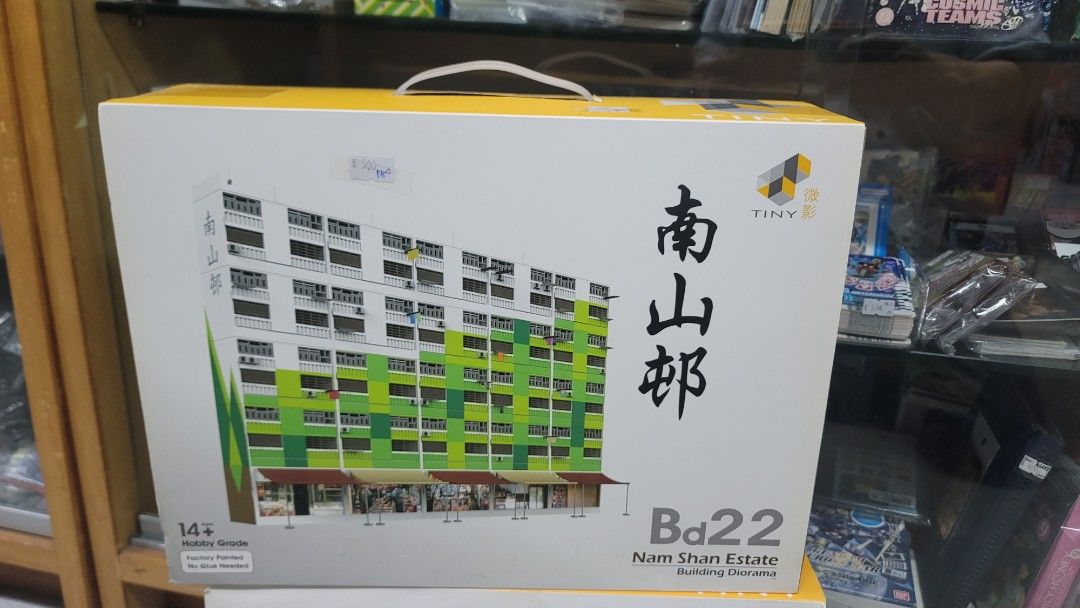 COSMIC
TEAMS
TINY
$ 500
TINY 微影
南山邨
南山邨
14+
Hobby Grade
Factory Painted
No Glue Needed
Bd22
Nam Shan Estate
Building Diorama